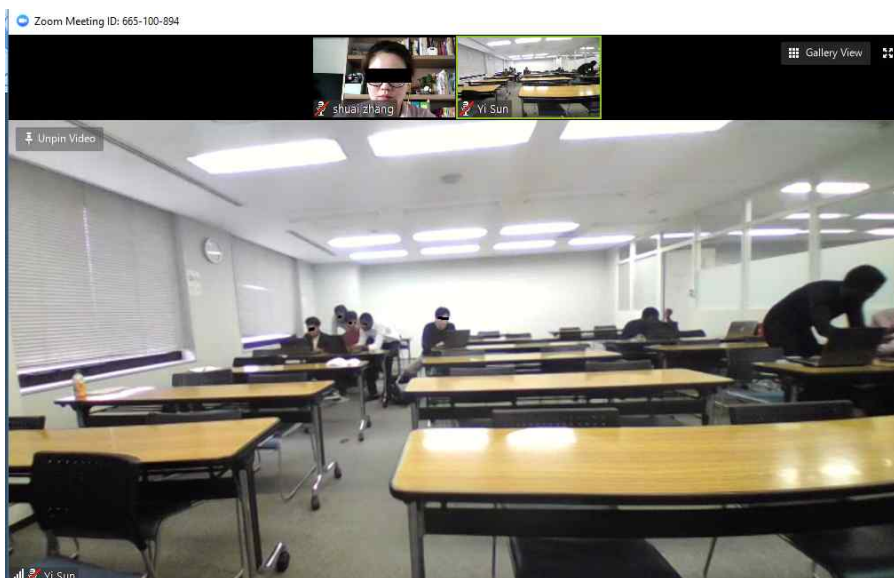 Zoom Meeting ID: 665-100-894
Gallery View
shuai zhang
Yi Sun
Unpin Video
Yi Sun